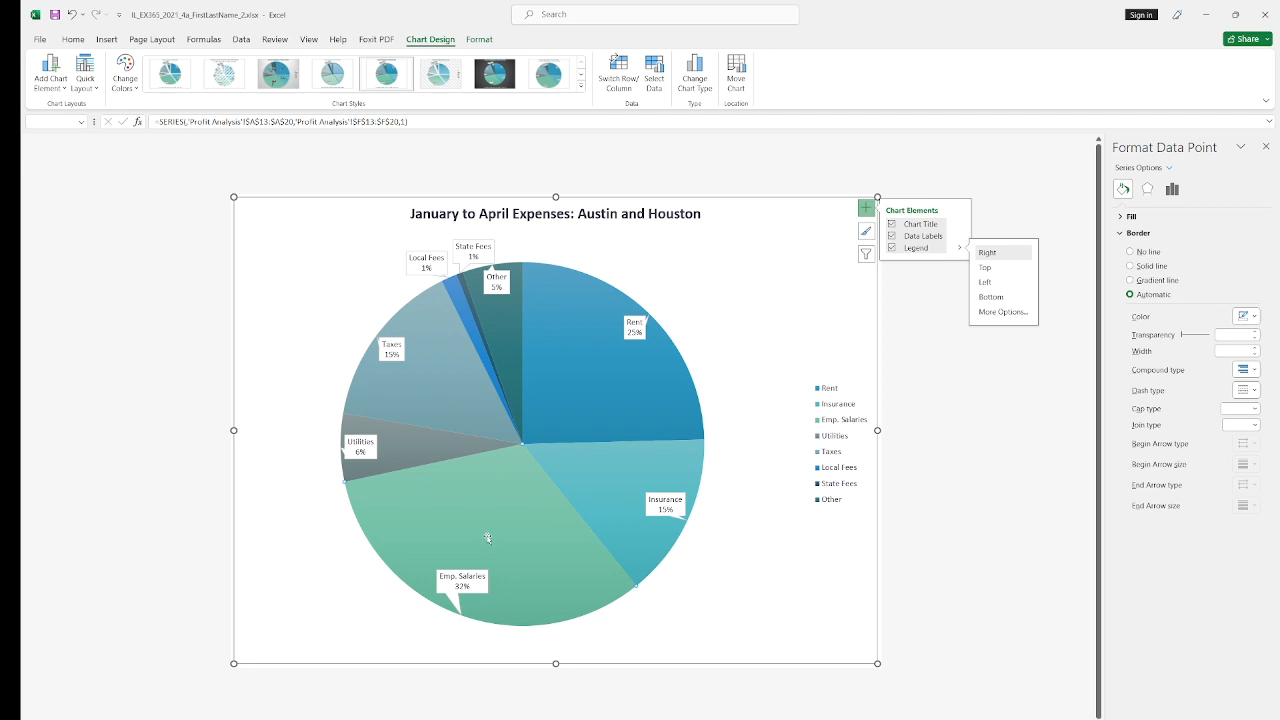 IL_EX365_2021_4a_FirstLastName_2.xlsx - Excel
Search
Sign in
File Home Insert Page Layout Formulas Data Review View Help Foxit PDF Chart Design Format
Share
Add Chart Element
Quick Layout
Change Colors
Switch Row/ Column
Select Data
Change Chart Type
Move Chart
Chart Layouts
Chart Styles
Data
Type
Location
fx =SERIES(,'Profit Analysis'!$A$13:$A$20,'Profit Analysis'!$F$13:$F$20,1)
January to April Expenses: Austin and Houston
State Fees
1%
Local Fees
1%
Other
5%
Rent
25%
Taxes
15%
Utilities
6%
Insurance
15%
Emp. Salaries
32%
Rent
Insurance
Emp. Salaries
Utilities
Taxes
Local Fees
State Fees
Other
Chart Elements
Chart Title
Data Labels
Legend
Right
Top
Left
Bottom
More Options...
Format Data Point
Series Options
Fill
Border
No line
Solid line
Gradient line
Automatic
Color
Transparency
Width
Compound type
Dash type
Cap type
Join type
Begin Arrow type
Begin Arrow size
End Arrow type
End Arrow size